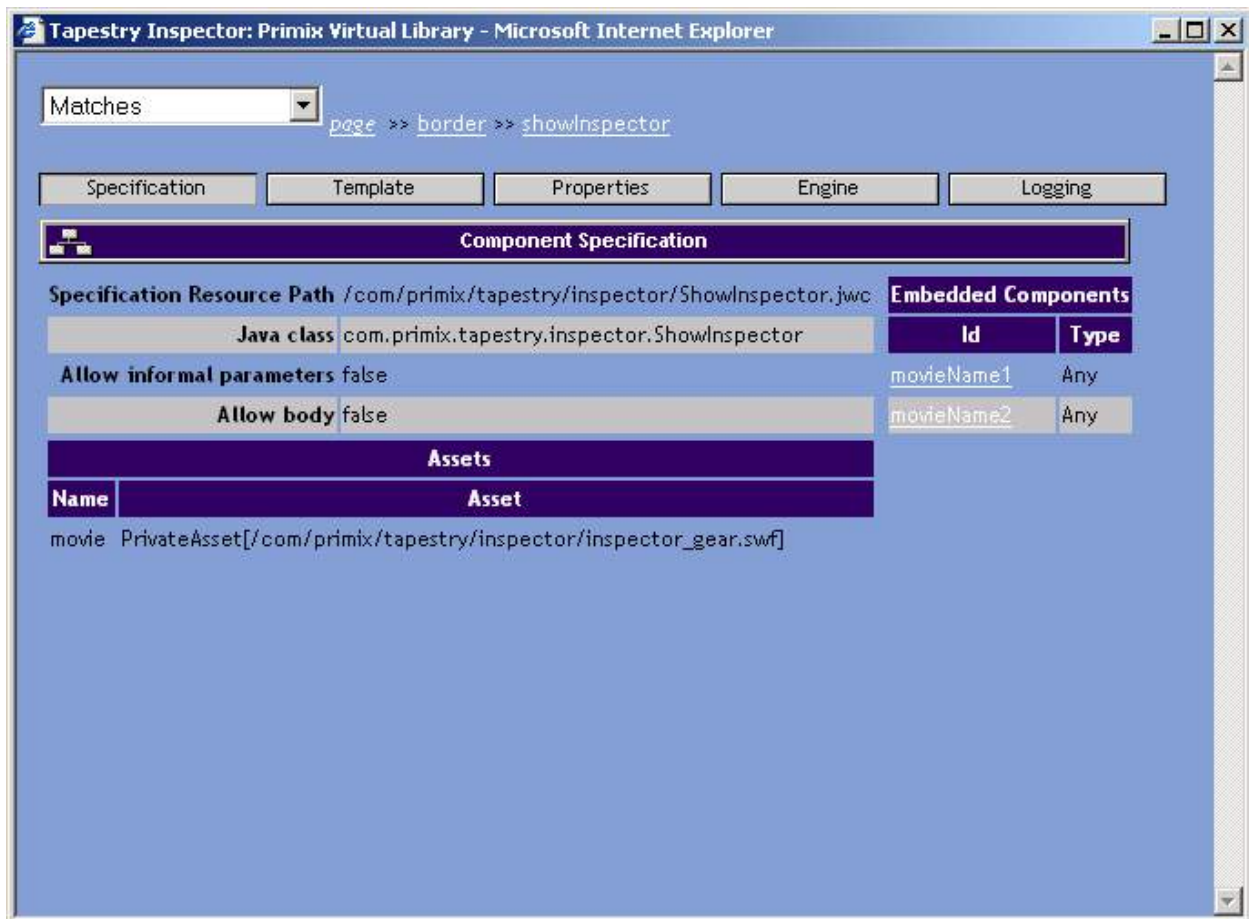 Tapestry Inspector: Primix Virtual Library - Microsoft Internet Explorer
Matches
page >> border >> showInspector
Specification Template Properties Engine Logging
Component Specification
Specification Resource Path /com/primix/tapestry/inspector/ShowInspector.jwc Embedded Components
Java class com.primix.tapestry.inspector.ShowInspector Id Type
Allow informal parameters false movieName1 Any
Allow body false movieName2 Any
Assets
Name Asset
movie PrivateAsset[/com/primix/tapestry/inspector/inspector_gear.swf]